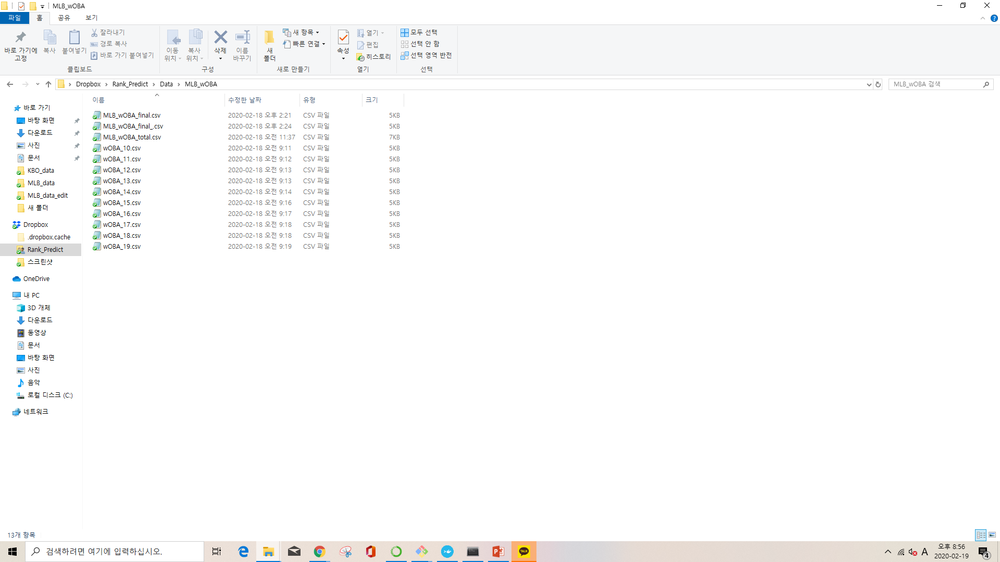 MLB_wOBA
파일 홈 공유 보기
바로 가기에 고정
복사
붙여넣기
잘라내기
경로 복사
바로 가기 붙여넣기
클립보드
이동 위치
복사 위치
삭제
이름 바꾸기
구성
새 폴더
새 항목
빠른 연결
새로 만들기
속성
열기
편집
히스토리
열기
모두 선택
선택 안 함
선택 영역 반전
선택
Dropbox › Rank_Predict › Data › MLB_wOBA
MLB_wOBA 검색
바로 가기
바탕 화면
다운로드
사진
문서
KBO_data
MLB_data
MLB_data_edit
새 폴더
Dropbox
.dropbox.cache
Rank_Predict
스크린샷
OneDrive
내 PC
3D 개체
다운로드
동영상
문서
바탕 화면
사진
음악
로컬 디스크 (C:)
네트워크
이름 수정한 날짜 유형 크기
MLB_wOBA_final.csv 2020-02-18 오후 2:21 CSV 파일 5KB
MLB_wOBA_final_.csv 2020-02-18 오후 2:24 CSV 파일 5KB
MLB_wOBA_total.csv 2020-02-18 오전 11:37 CSV 파일 7KB
wOBA_10.csv 2020-02-18 오전 9:11 CSV 파일 5KB
wOBA_11.csv 2020-02-18 오전 9:12 CSV 파일 5KB
wOBA_12.csv 2020-02-18 오전 9:13 CSV 파일 5KB
wOBA_13.csv 2020-02-18 오전 9:13 CSV 파일 5KB
wOBA_14.csv 2020-02-18 오전 9:14 CSV 파일 5KB
wOBA_15.csv 2020-02-18 오전 9:16 CSV 파일 5KB
wOBA_16.csv 2020-02-18 오전 9:17 CSV 파일 5KB
wOBA_17.csv 2020-02-18 오전 9:18 CSV 파일 5KB
wOBA_18.csv 2020-02-18 오전 9:18 CSV 파일 5KB
wOBA_19.csv 2020-02-18 오전 9:19 CSV 파일 5KB
13개 항목
검색하려면 여기에 입력하십시오.
TALK
A
오후 8:56
2020-02-19
4